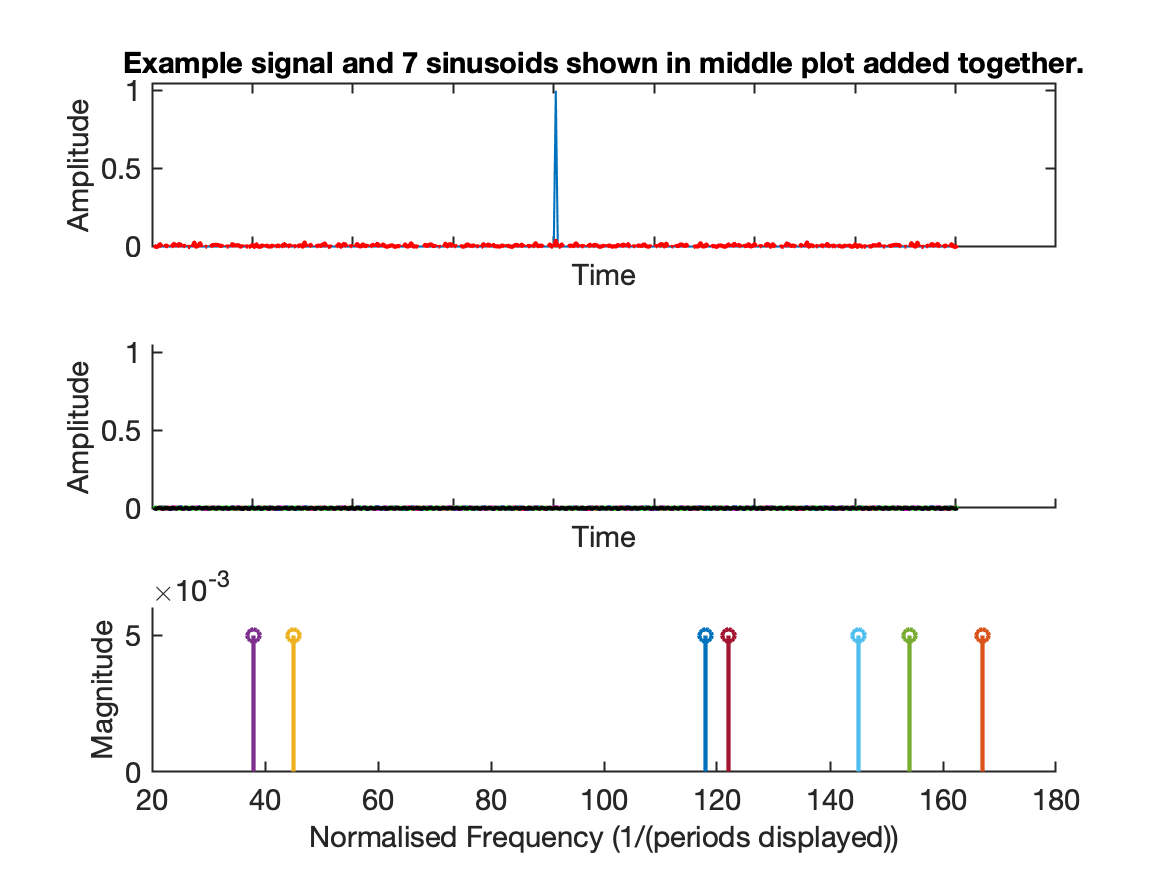 Example signal and 7 sinusoids shown in middle plot added together.
1
0.5
0
Amplitude
Time
1
0.5
0
Amplitude
Time
×10-3
5
0
Magnitude
20 40 60 80 100 120 140 160 180
Normalised Frequency (1/(periods displayed))